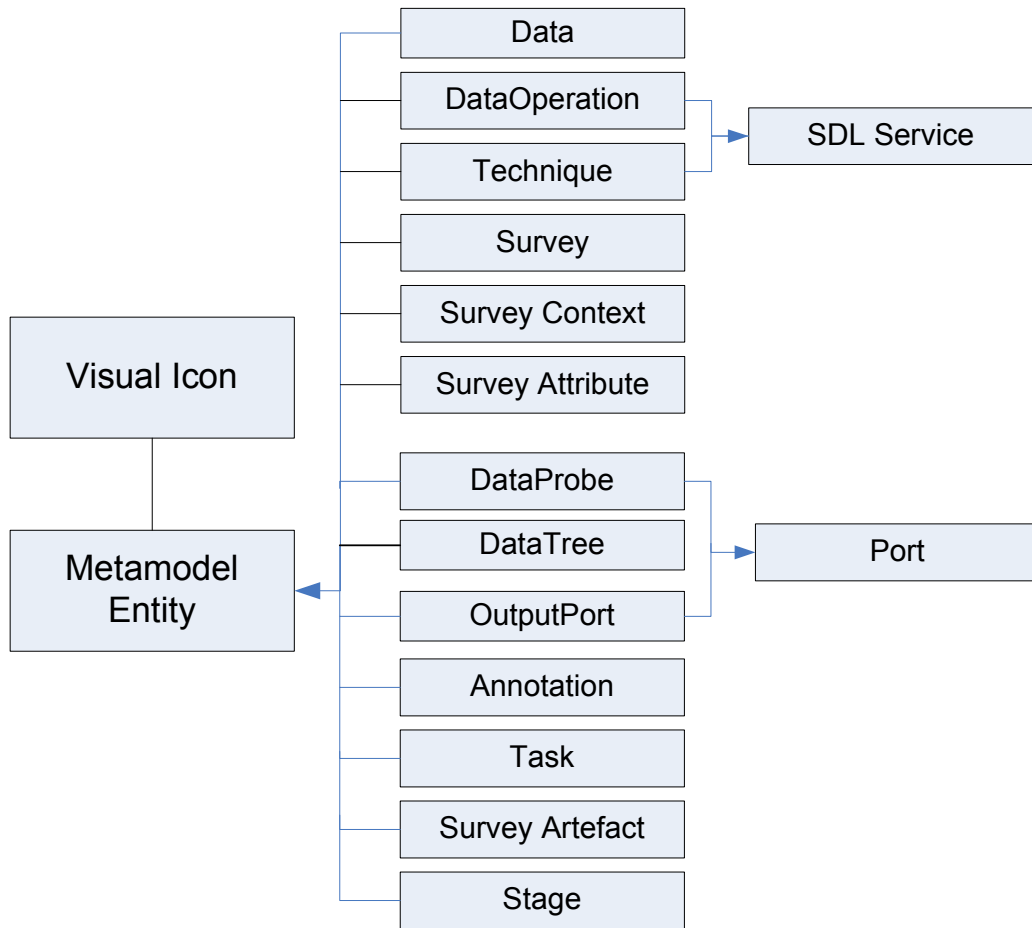 Data
DataOperation
SDL Service
Technique
Survey
Survey Context
Visual Icon
Survey Attribute
DataProbe
DataTree
Port
Metamodel
Entity
OutputPort
Annotation
Task
Survey Artefact
Stage